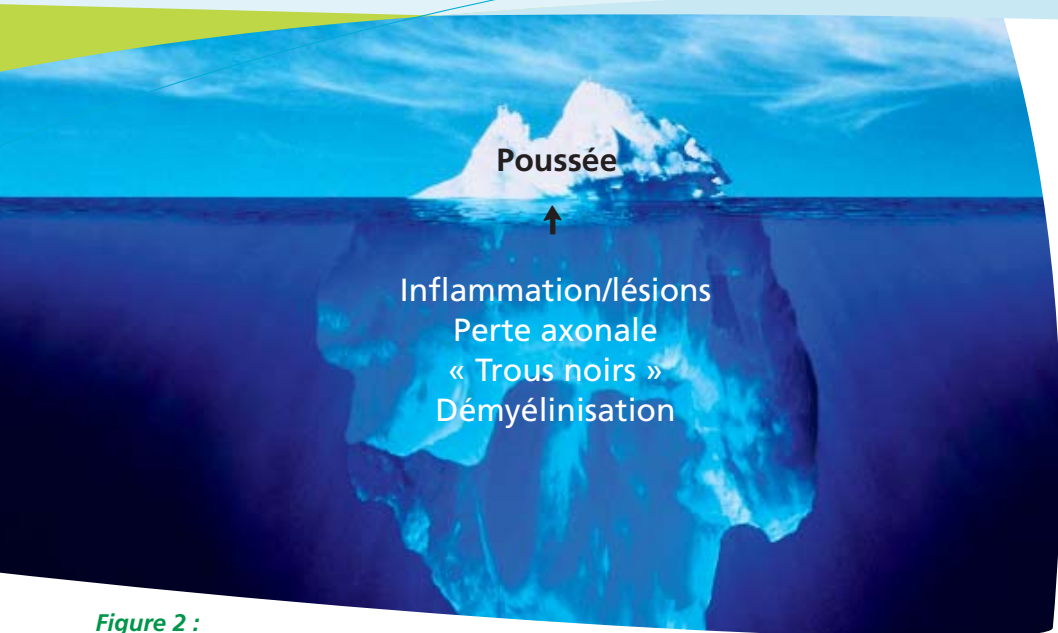 Poussée
Inflammation/lésions
Perte axonale
« Trous noirs »
Démyélinisation
Figure 2 :